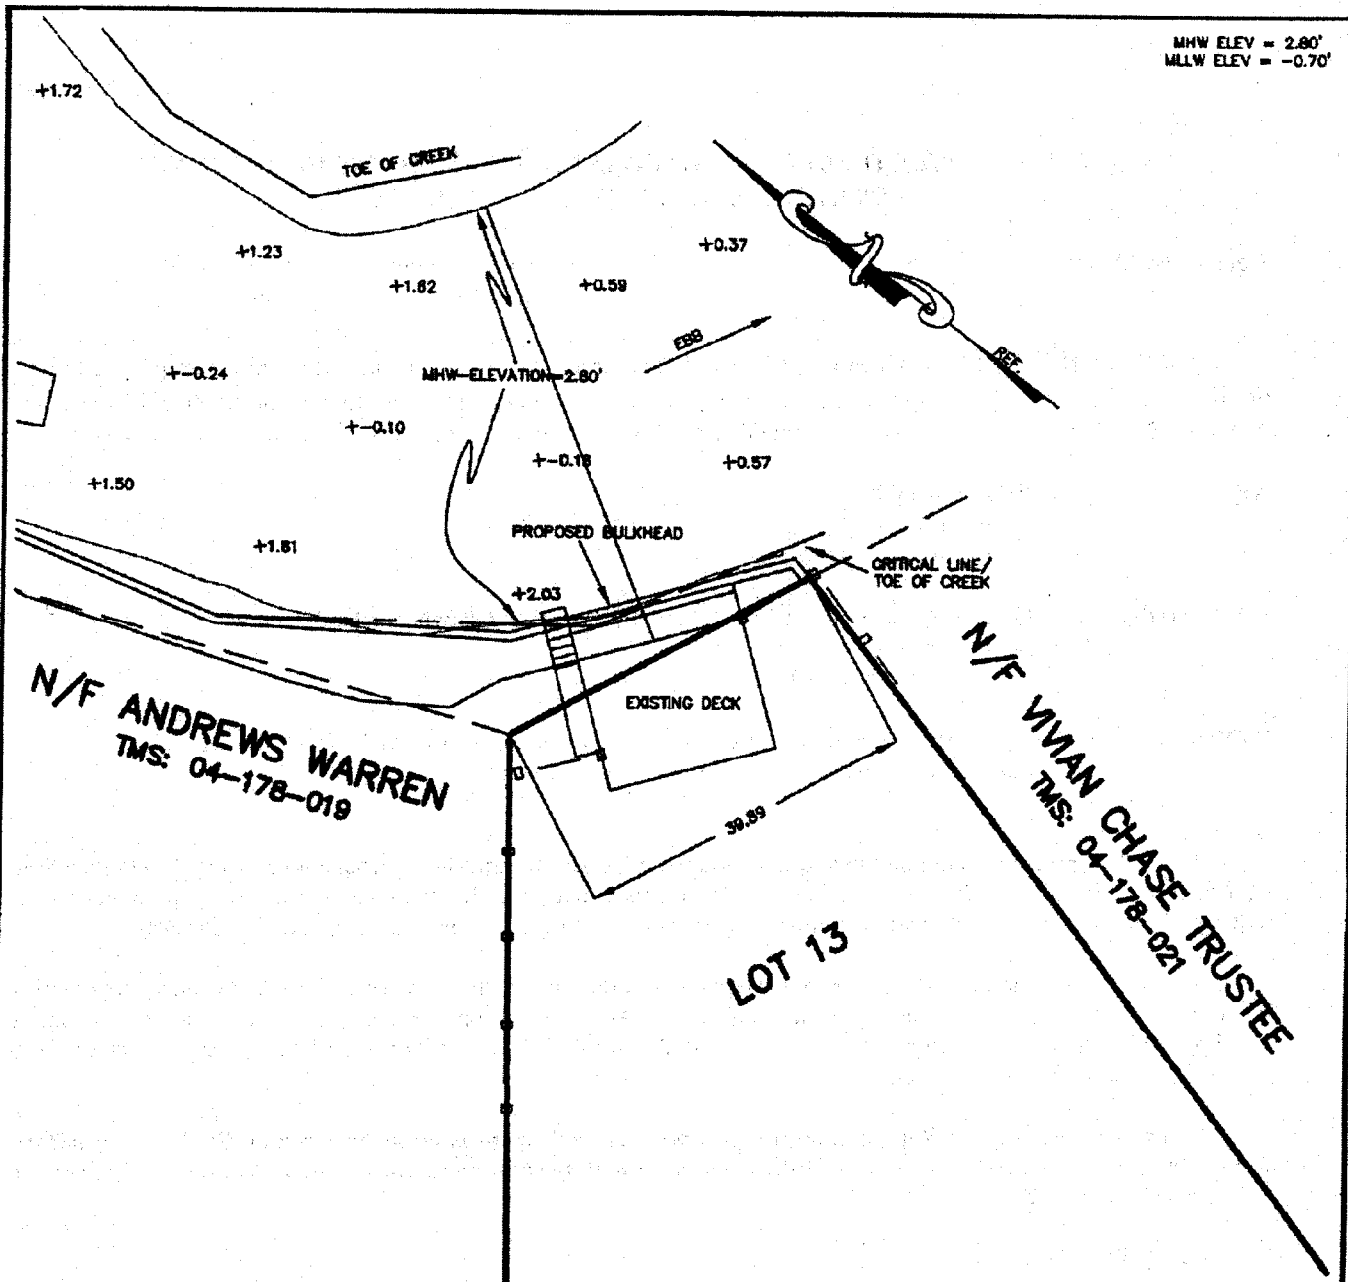 MHW ELEV = 2.80'
MLLW ELEV = -0.70'
+1.72
TOE OF CREEK
+1.23
+1.62
+0.59
+0.37
EBB
REF.
+-0.24
MHW-ELEVATION=2.80'
+-0.10
+-0.18
+0.57
+1.50
PROPOSED BULKHEAD
+1.81
CRITICAL LINE/
TOE OF CREEK
+2.03
N/F ANDREWS WARREN
TMS: 04-178-019
EXISTING DECK
N/F VIVIAN CHASE TRUSTEE
TMS: 04-178-021
39.89
LOT 13